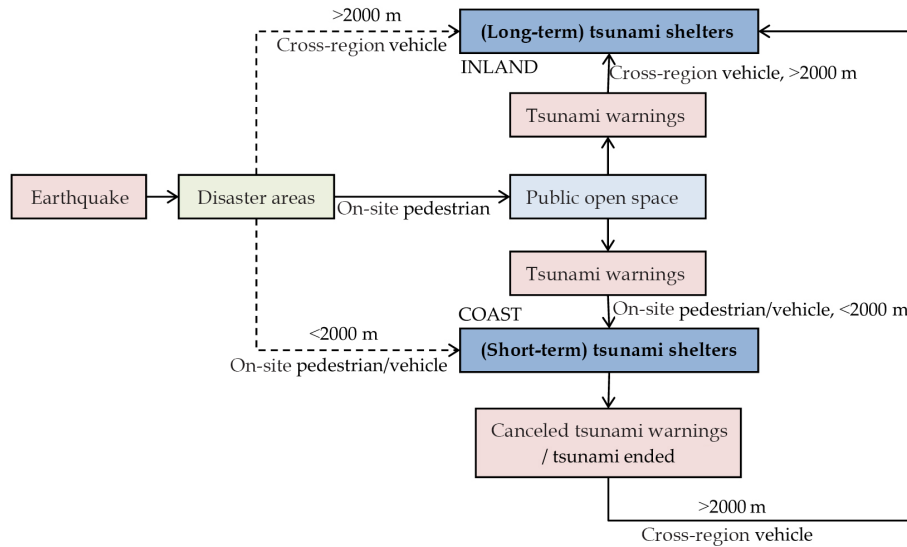 >2000 m
Cross-region vehicle
(Long-term) tsunami shelters
INLAND
Cross-region vehicle, >2000 m
Tsunami warnings
Earthquake
Disaster areas
On-site pedestrian
Public open space
Tsunami warnings
COAST
On-site pedestrian/vehicle, <2000 m
<2000 m
On-site pedestrian/vehicle
(Short-term) tsunami shelters
Canceled tsunami warnings
/ tsunami ended
>2000 m
Cross-region vehicle